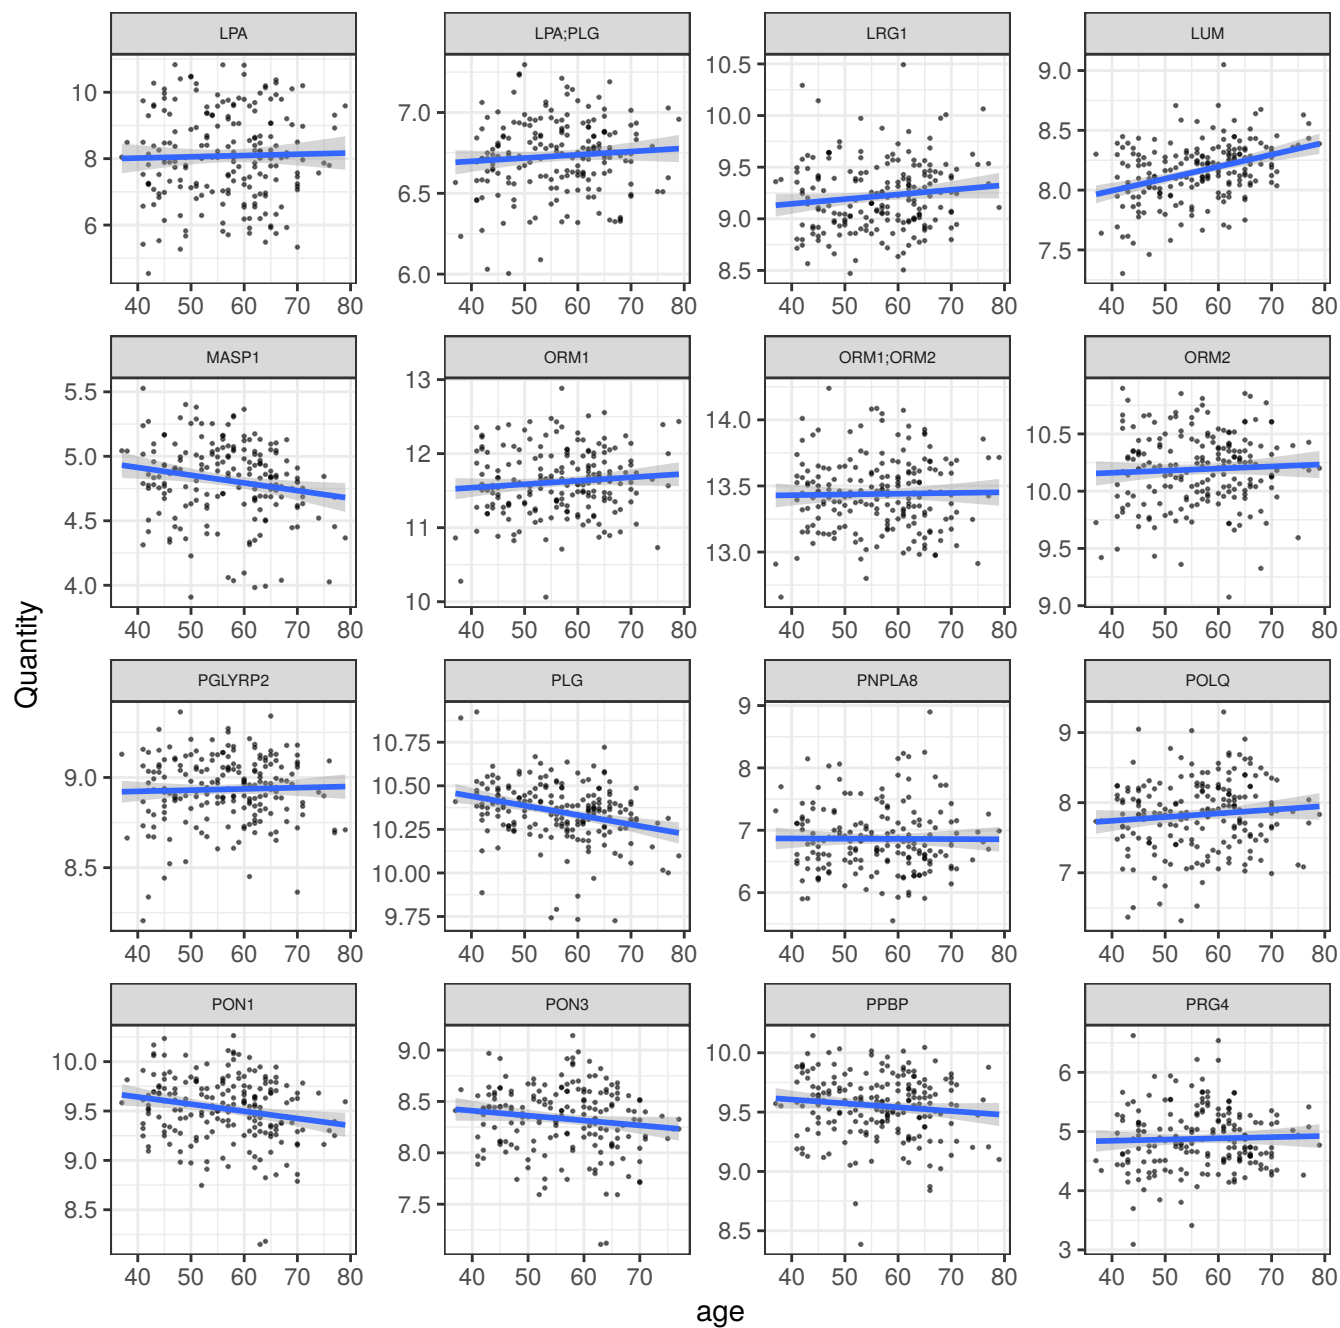 LPA LPA;PLG LRG1 LUM
10 8 6
7.0 6.5 6.0
10.5 10.0 9.5 9.0 8.5
9.0 8.5 8.0 7.5
40 50 60 70 80 40 50 60 70 80 40 50 60 70 80 40 50 60 70 80
MASP1 ORM1 ORM1;ORM2 ORM2
5.5 5.0 4.5 4.0
13 12 11 10
14.0 13.5 13.0
10.5 10.0 9.5 9.0
40 50 60 70 80 40 50 60 70 80 40 50 60 70 80 40 50 60 70 80
Quantity
PGLYRP2 PLG PNPLA8 POLQ
9.0 8.5
10.75 10.50 10.25 10.00 9.75
9 8 7 6
9 8 7
40 50 60 70 80 40 50 60 70 80 40 50 60 70 80 40 50 60 70 80
PON1 PON3 PPBP PRG4
10.0 9.5 9.0 8.5
9.0 8.5 8.0 7.5
10.0 9.5 9.0 8.5
6 5 4 3
40 50 60 70 80 40 50 60 70 40 50 60 70 80 40 50 60 70 80
age